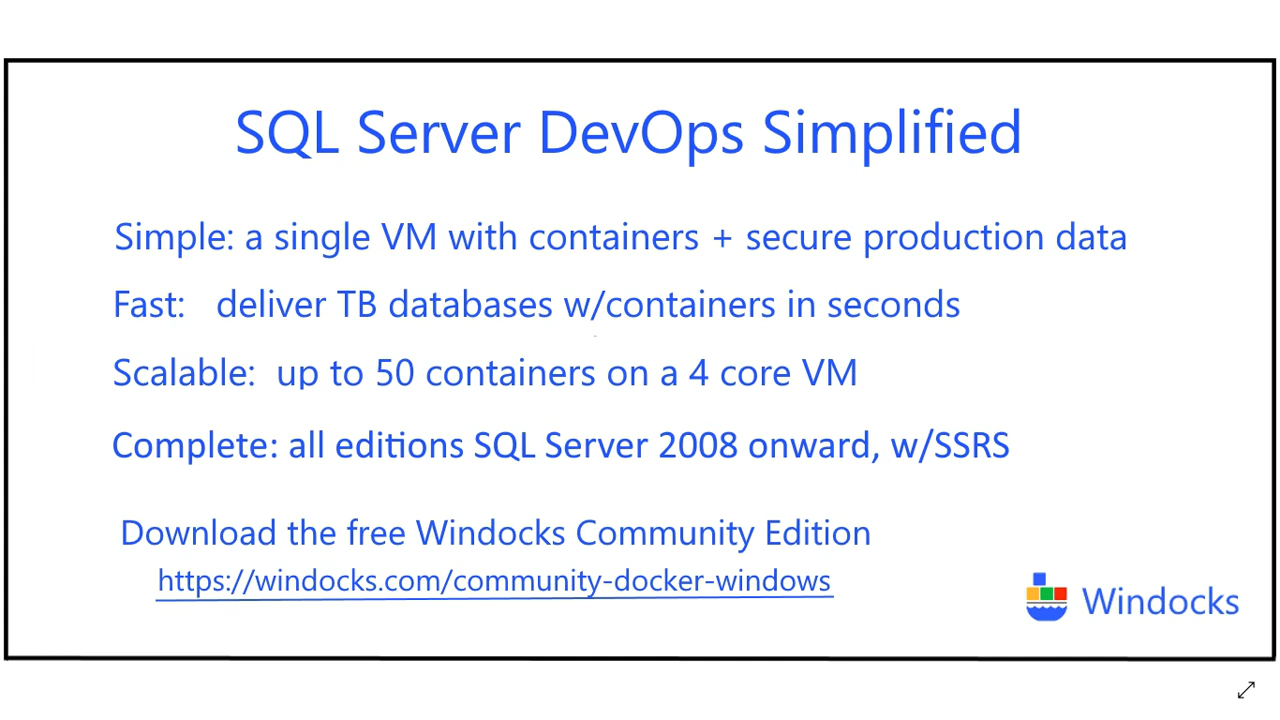 SQL Server DevOps Simplified
Simple: a single VM with containers + secure production data
Fast: deliver TB databases w/containers in seconds
Scalable: up to 50 containers on a 4 core VM
Complete: all editions SQL Server 2008 onward, w/SSRS
Download the free Windocks Community Edition
https://windocks.com/community-docker-windows
Windocks